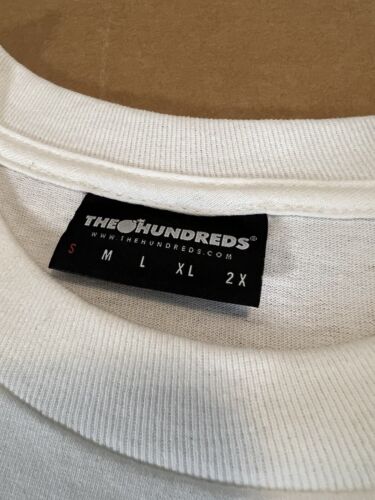 THE HUNDREDS®
WWW.THEHUNDREDS.COM
S M L XL 2X